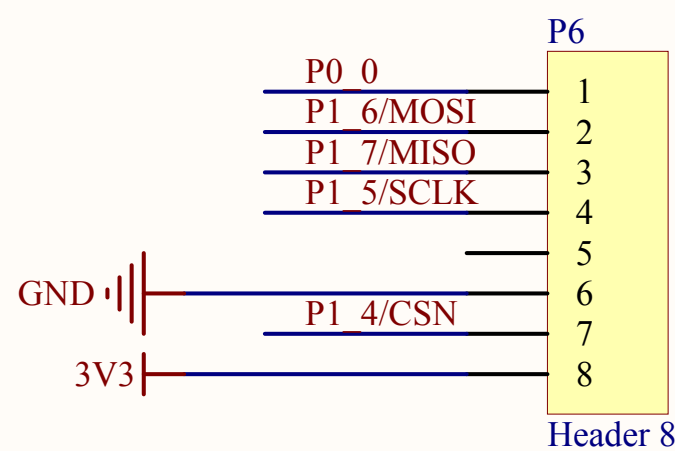 P6
P0_0
1
P1_6/MOSI
2
P1_7/MISO
3
P1_5/SCLK
4
5
GND
6
P1_4/CSN
7
3V3
8
Header 8